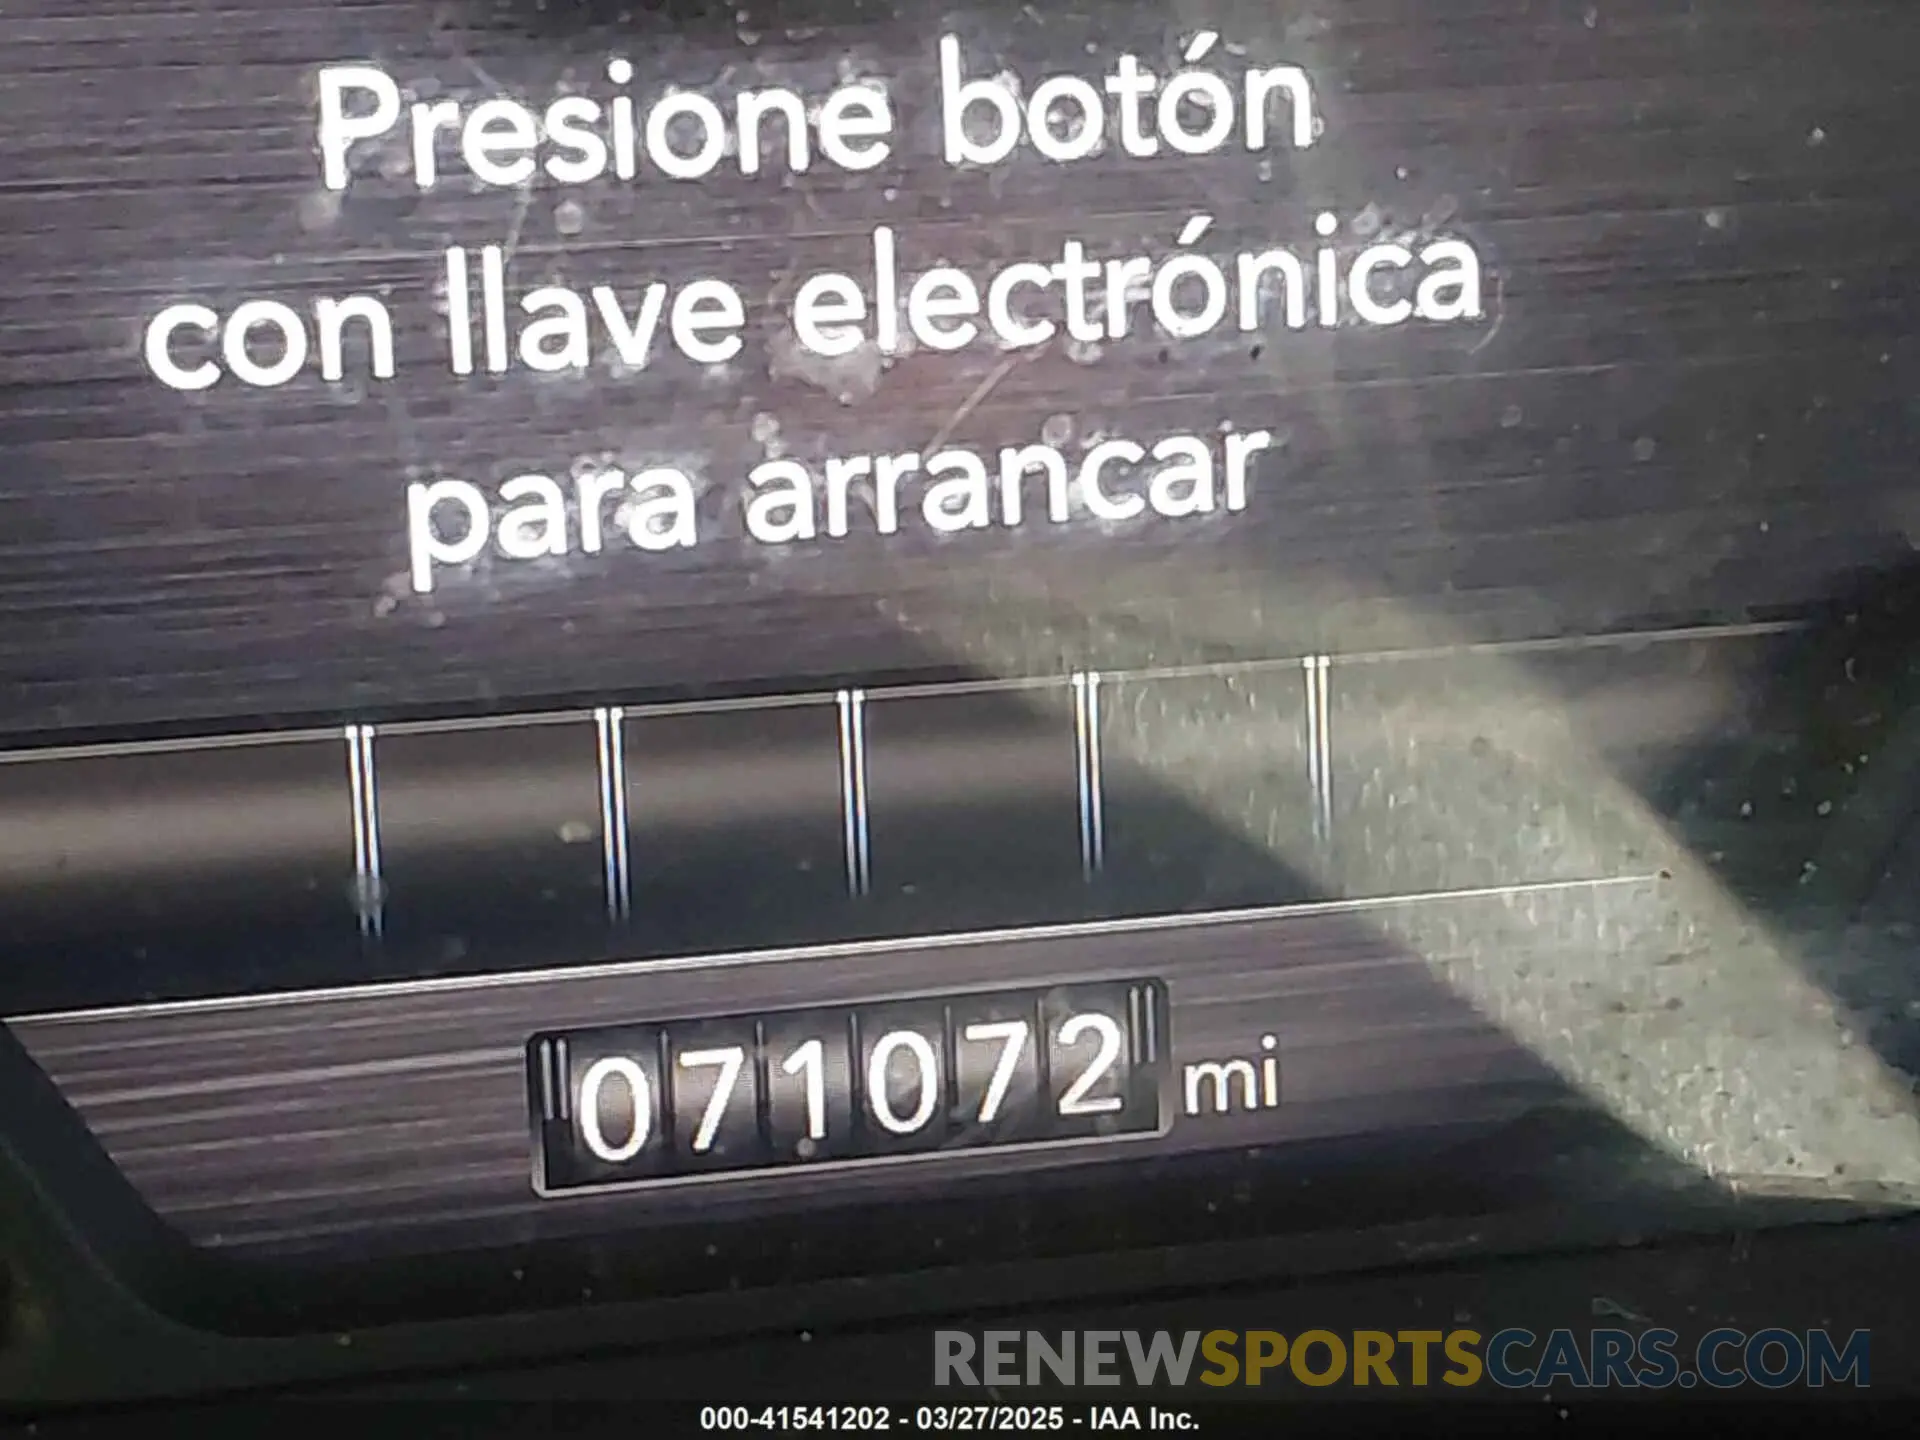 Presione botón
con llave electrónica
para arrancar
071072 mi
RENEWSPORTSCARS.COM
000-41541202 - 03/27/2025 - IAA Inc.